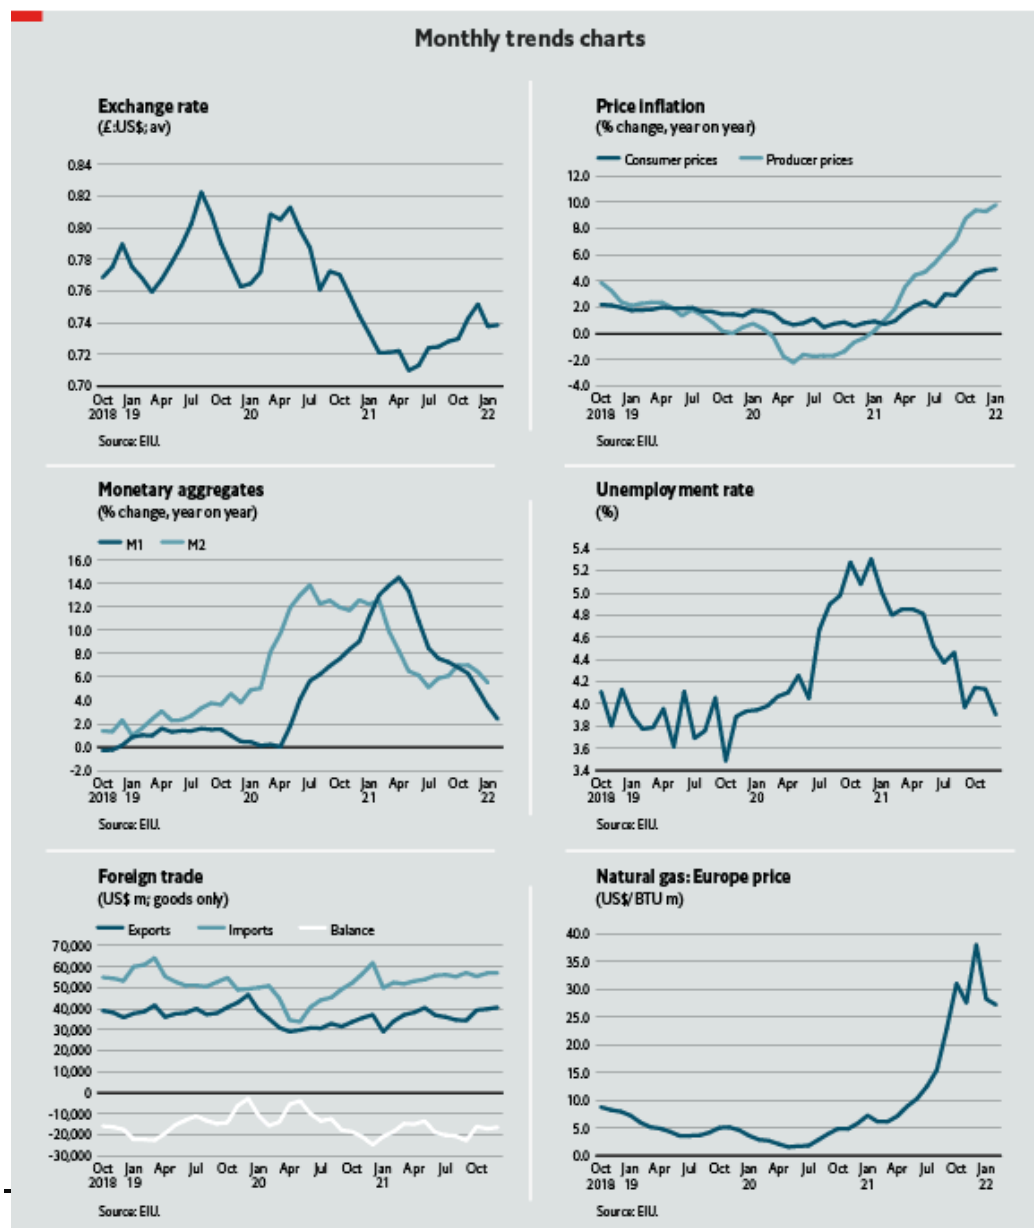 Monthly trends charts
Exchange rate
(£:US$; av)
0.84
0.82
0.80
0.78
0.76
0.74
0.72
0.70
Oct Jan Apr Jul Oct Jan Apr Jul Oct Jan Apr Jul Oct Jan
2018 19 20 21 22
Source: EIU.
Price inflation
(% change, year on year)
Consumer prices Producer prices
12.0
10.0
8.0
6.0
4.0
2.0
0.0
-2.0
-4.0
Oct Jan Apr Jul Oct Jan Apr Jul Oct Jan Apr Jul Oct Jan
2018 19 20 21 22
Source: EIU.
Monetary aggregates
(% change, year on year)
M1 M2
16.0
14.0
12.0
10.0
8.0
6.0
4.0
2.0
0.0
-2.0
Oct Jan Apr Jul Oct Jan Apr Jul Oct Jan Apr Jul Oct Jan
2018 19 20 21 22
Source: EIU.
Unemployment rate
(%)
5.4
5.2
5.0
4.8
4.6
4.4
4.2
4.0
3.8
3.6
3.4
Oct Jan Apr Jul Oct Jan Apr Jul Oct Jan Apr Jul Oct
2018 19 20 21
Source: EIU.
Foreign trade
(US$ m; goods only)
Exports Imports Balance
70,000
60,000
50,000
40,000
30,000
20,000
10,000
0
-10,000
-20,000
-30,000
Oct Jan Apr Jul Oct Jan Apr Jul Oct Jan Apr Jul Oct
2018 19 20 21
Source: EIU.
Natural gas: Europe price
(US$/BTU m)
40.0
35.0
30.0
25.0
20.0
15.0
10.0
5.0
0.0
Oct Jan Apr Jul Oct Jan Apr Jul Oct Jan Apr Jul Oct Jan
2018 19 20 21 22
Source: EIU.